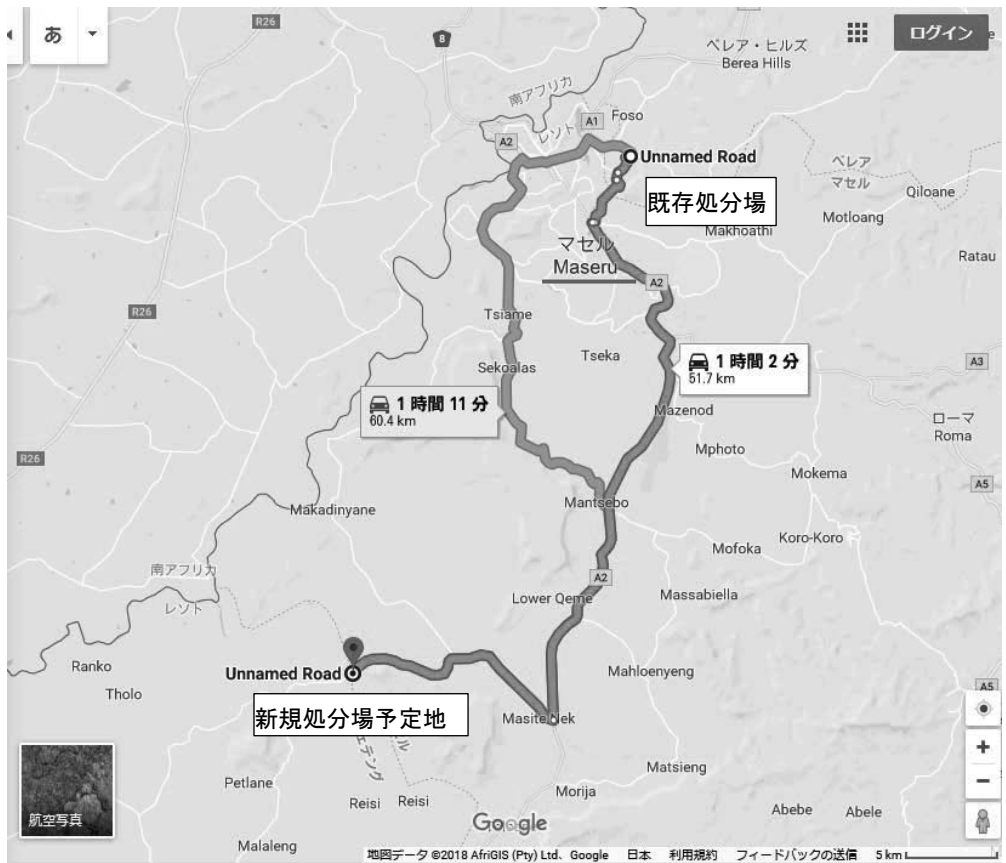 あ
R26
8
ペレア・ヒルズ
Berea Hills
ログイン
南アフリカ
レソト
Foso
A1
A2
Unnamed Road
既存処分場
ベレア
マセル
Qiloane
Motloang
Makhoathi
Ratau
マセル
Maseru
A2
R26
Tsiame
Tseka
Sekoalas
1 時間 2 分
51.7 km
A3
1 時間 11 分
60.4 km
Mazenod
ローマ
Roma
Mphoto
R26
Mokema
A5
Makadinyane
Mantsebo
Koro-Koro
Mofoka
南アフリカ
レソト
A2
Lower Qeme
Massabiella
Ranko
Tholo
Unnamed Road
Mahloenyeng
A5
新規処分場予定地
Masite Nek
Matsieng
Petlane
Reisi
Reisi
Morija
Abebe
Abele
航空写真
Malaleng
Google
地図データ ©2018 AfriGIS (Pty) Ltd、Google 日本 利用規約 フィードバックの送信 5 km